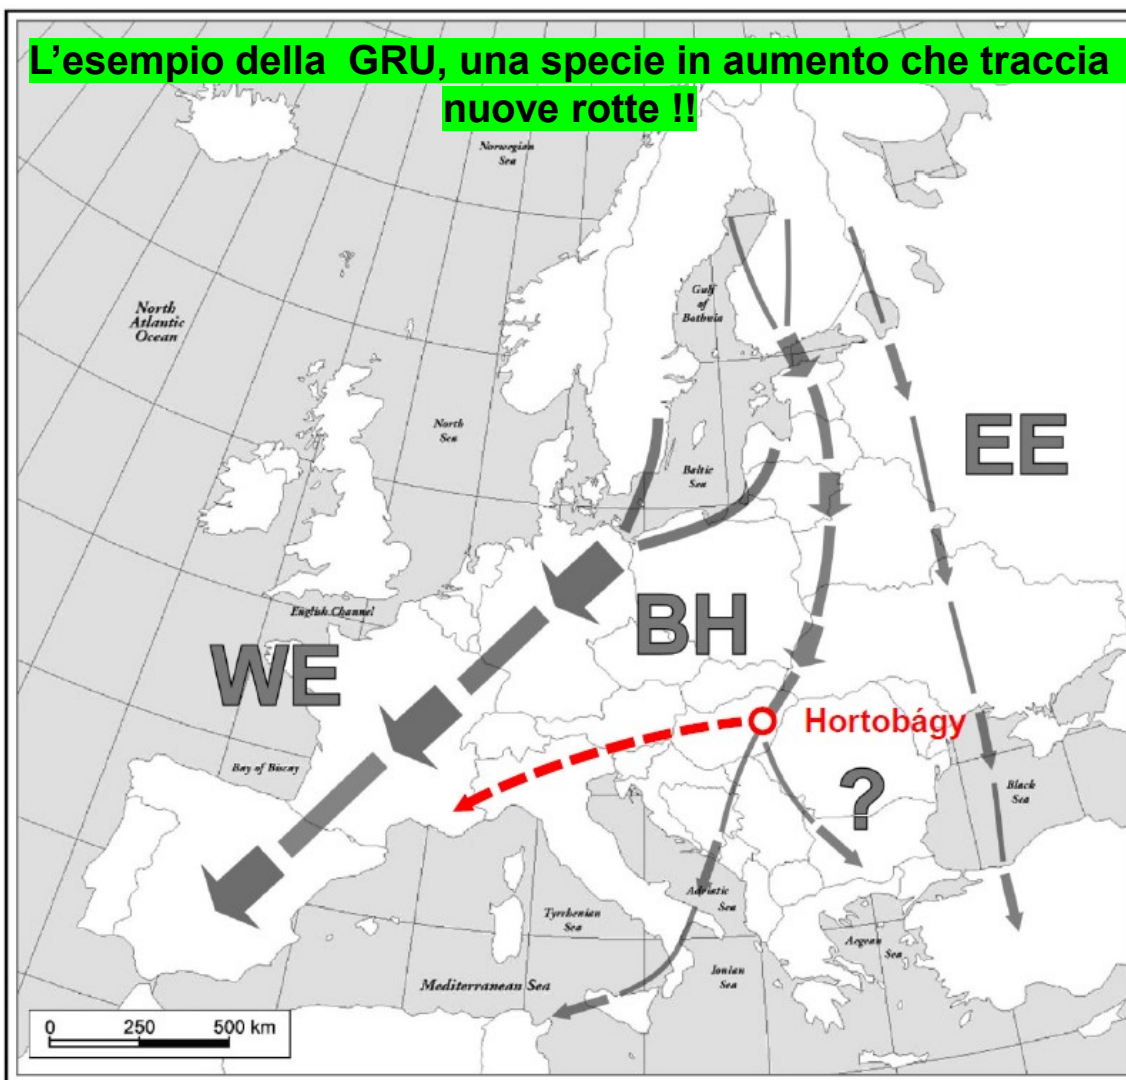 L'esempio della  GRU, una specie in aumento che traccia
nuove rotte !!
Norwegian
Sea
North
Atlantic
Ocean
Gulf
of
Bothnia
North
Sea
Baltic
Sea
EE
English Channel
BH
WE
Hortobágy
Bay of Biscay
?
Black
Sea
Adriatic
Sea
Tyrrhenian
Sea
Aegean
Sea
Ionian
Sea
Mediterranean Sea
0 250 500 km